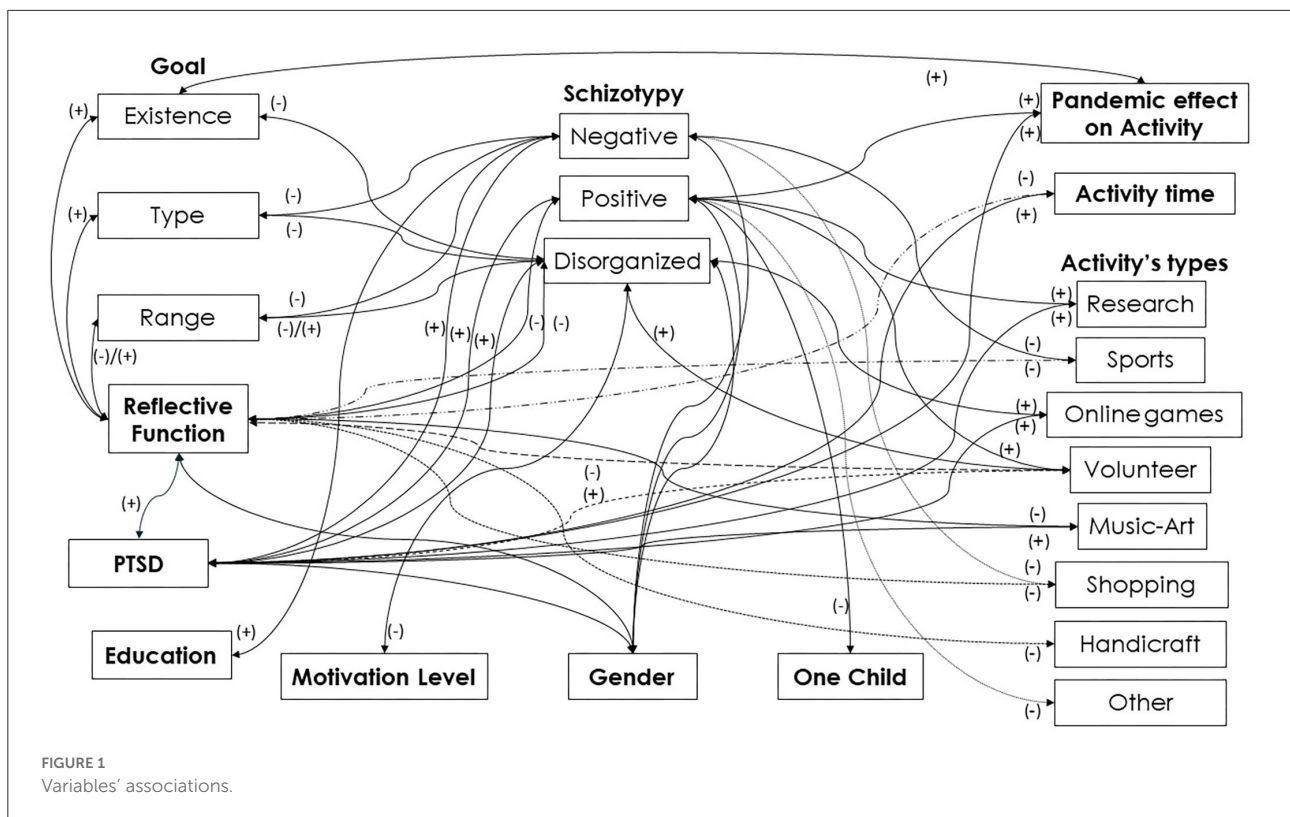 Goal
(+)
(-)
Existence
(+)
Type
(-)
(-)
Range
(-)
(-)/(+)
(-)/(+)
Reflective
Function
(+)
PTSD
Education
(+)
Motivation Level
(-)
Gender
One Child
(-)
Schizotypy
Negative
Positive
Disorganized
(+)
(+)
(+)
(-)
(-)
(+)
(-)
(+)
(+)
(+)
(+)
(+)
Pandemic effect
on Activity
(-)
(+)
Activity time
Activity's types
(+)
(+)
Research
(-)
(-)
Sports
(+)
(+)
Online games
(+)
Volunteer
(-)
(+)
Music-Art
(-)
(-)
Shopping
(-)
Handicraft
(-)
Other
FIGURE 1
Variables' associations.